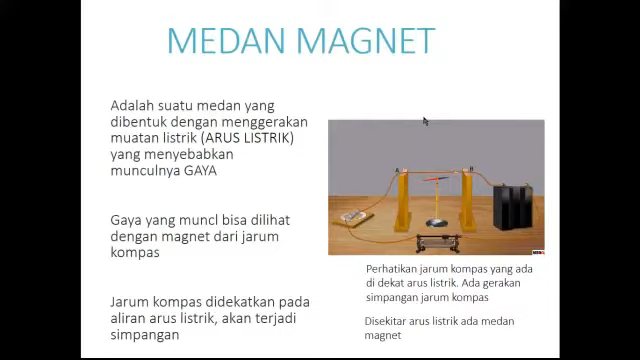 MEDAN MAGNET
Adalah suatu medan yang
dibentuk dengan menggerakan
muatan listrik (ARUS LISTRIK)
yang menyebabkan
munculnya GAYA
Gaya yang muncl bisa dilihat
dengan magnet dari jarum
kompas
Jarum kompas didekatkan pada
aliran arus listrik, akan terjadi
simpangan
A
B
Perhatikan jarum kompas yang ada
di dekat arus listrik. Ada gerakan
simpangan jarum kompas
Disekitar arus listrik ada medan
magnet